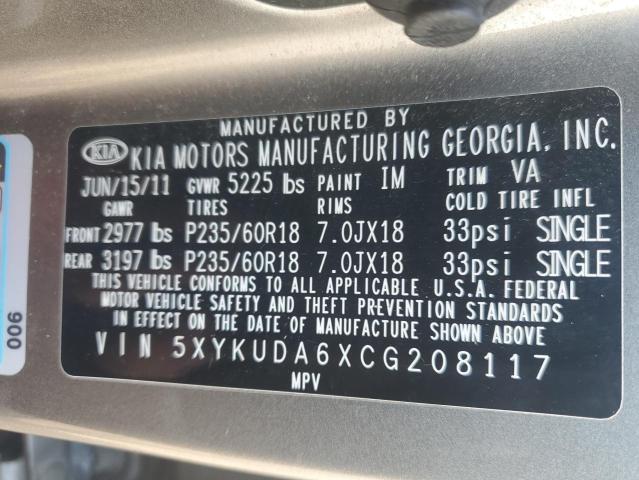 MANUFACTURED BY
KIA KIA MOTORS MANUFACTURING GEORGIA, INC.
JUN/15/11 GVWR 5225 lbs PAINT IM TRIM VA
GAWR TIRES RIMS COLD TIRE INFL
FRONT 2977 lbs P235/60R18 7.0JX18 33psi SINGLE
REAR 3197 lbs P235/60R18 7.0JX18 33psi SINGLE
THIS VEHICLE CONFORMS TO ALL APPLICABLE U.S.A. FEDERAL
MOTOR VEHICLE SAFETY AND THEFT PREVENTION STANDARDS
IN EFFECT ON THE DATE OF MANUFACTURE SHOWN ABOVE
VIN 5XYKUDA6XCG208117
MPV
006